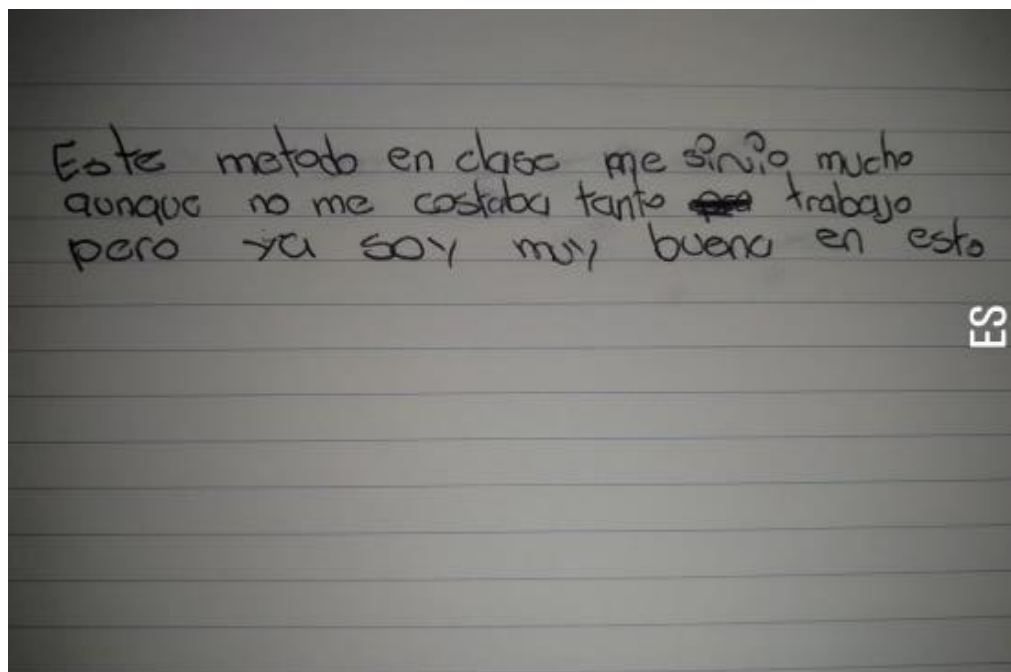 Este metodo en clase me sirvio mucho
aunque no me costaba tanto trabajo
pero ya soy muy buena en esto
ES